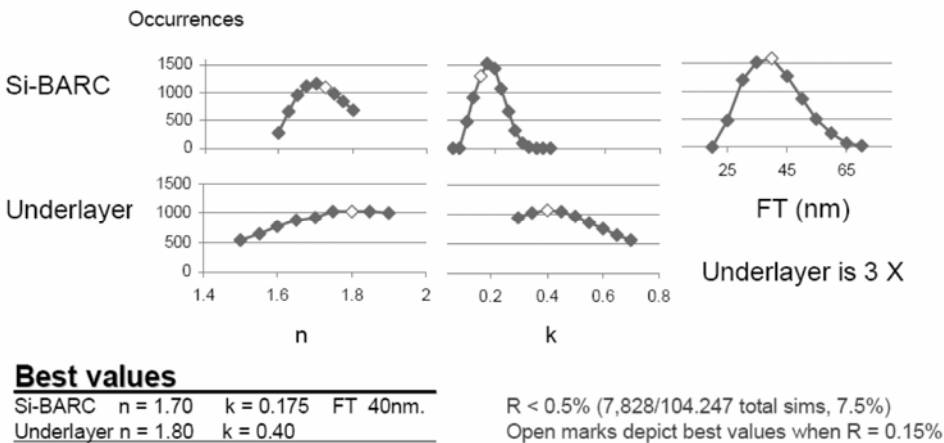 Occurrences
Si-BARC
1500
1000
500
0
25 45 65
FT (nm)
Underlayer
1500
1000
500
0
1.4 1.6 1.8 2
0.2 0.4 0.6 0.8
n
k
Underlayer is 3 X
Best values
Si-BARC n = 1.70 k = 0.175 FT 40nm.
Underlayer n = 1.80 k = 0.40
R < 0.5% (7,828/104.247 total sims, 7.5%)
Open marks depict best values when R = 0.15%